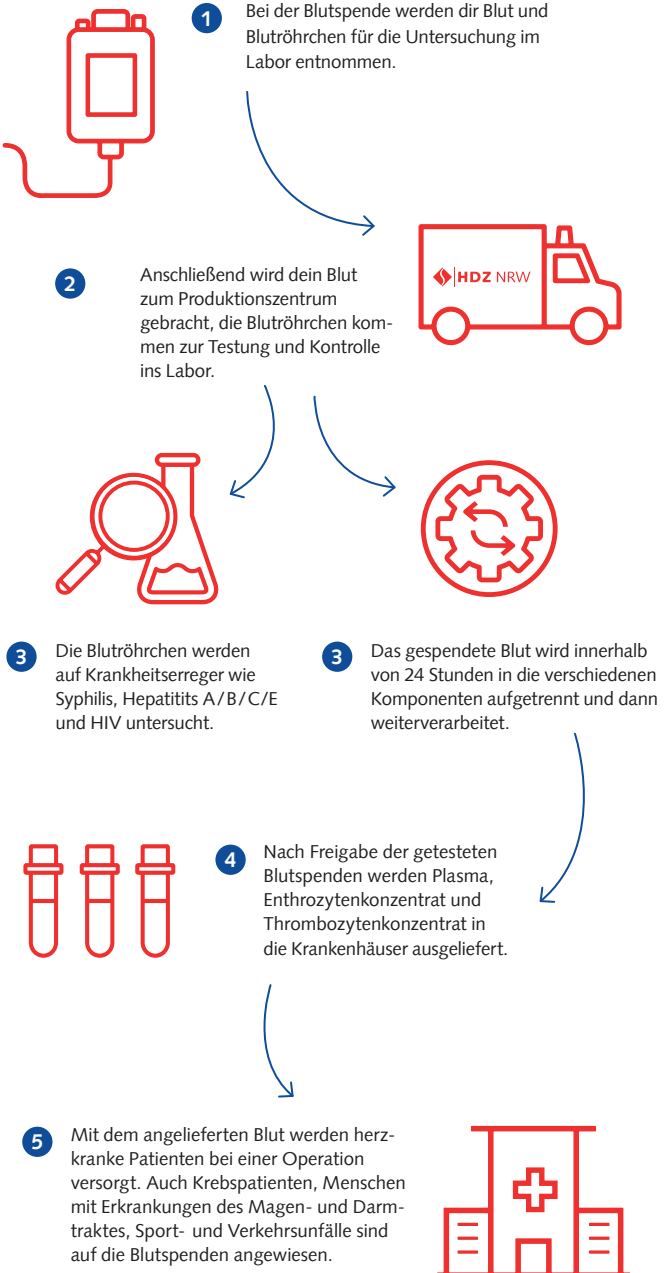 1
Bei der Blutspende werden dir Blut und
Blutröhrchen für die Untersuchung im
Labor entnommen.
HDZ NRW
2
Anschließend wird dein Blut
zum Produktionszentrum
gebracht, die Blutröhrchen kom-
men zur Testung und Kontrolle
ins Labor.
3
Die Blutröhrchen werden
auf Krankheitserreger wie
Syphilis, Hepatitits A/B/C/E
und HIV untersucht.
3
Das gespendete Blut wird innerhalb
von 24 Stunden in die verschiedenen
Komponenten aufgetrennt und dann
weiterverarbeitet.
4
Nach Freigabe der getesteten
Blutspenden werden Plasma,
Enthrozytenkonzentrat und
Thrombozytenkonzentrat in
die Krankenhäuser ausgeliefert.
5
Mit dem angelieferten Blut werden herz-
kranke Patienten bei einer Operation
versorgt. Auch Krebspatienten, Menschen
mit Erkrankungen des Magen- und Darm-
traktes, Sport- und Verkehrsunfälle sind
auf die Blutspenden angewiesen.